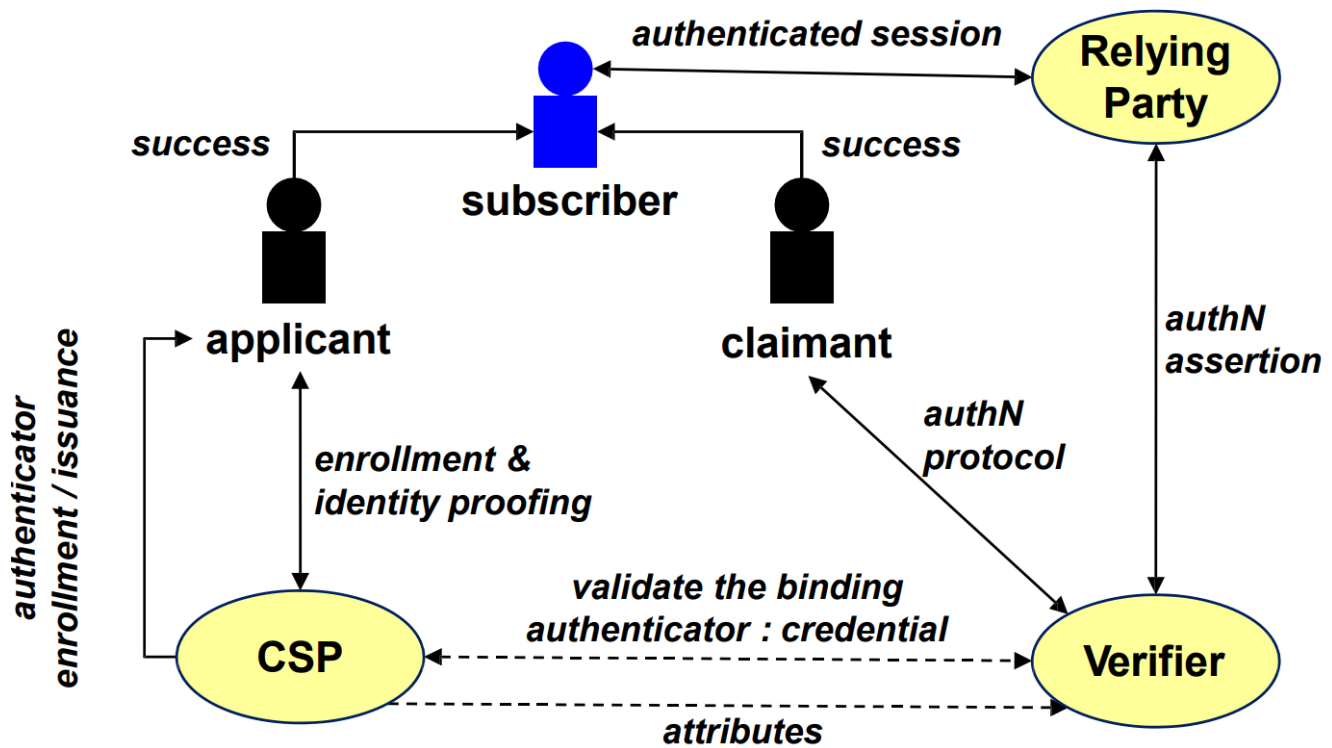 authenticated session
Relying
Party
success
success
subscriber
applicant
claimant
authN
assertion
authenticator
enrollment / issuance
authN
protocol
enrollment &
identity proofing
validate the binding
authenticator : credential
CSP
Verifier
attributes